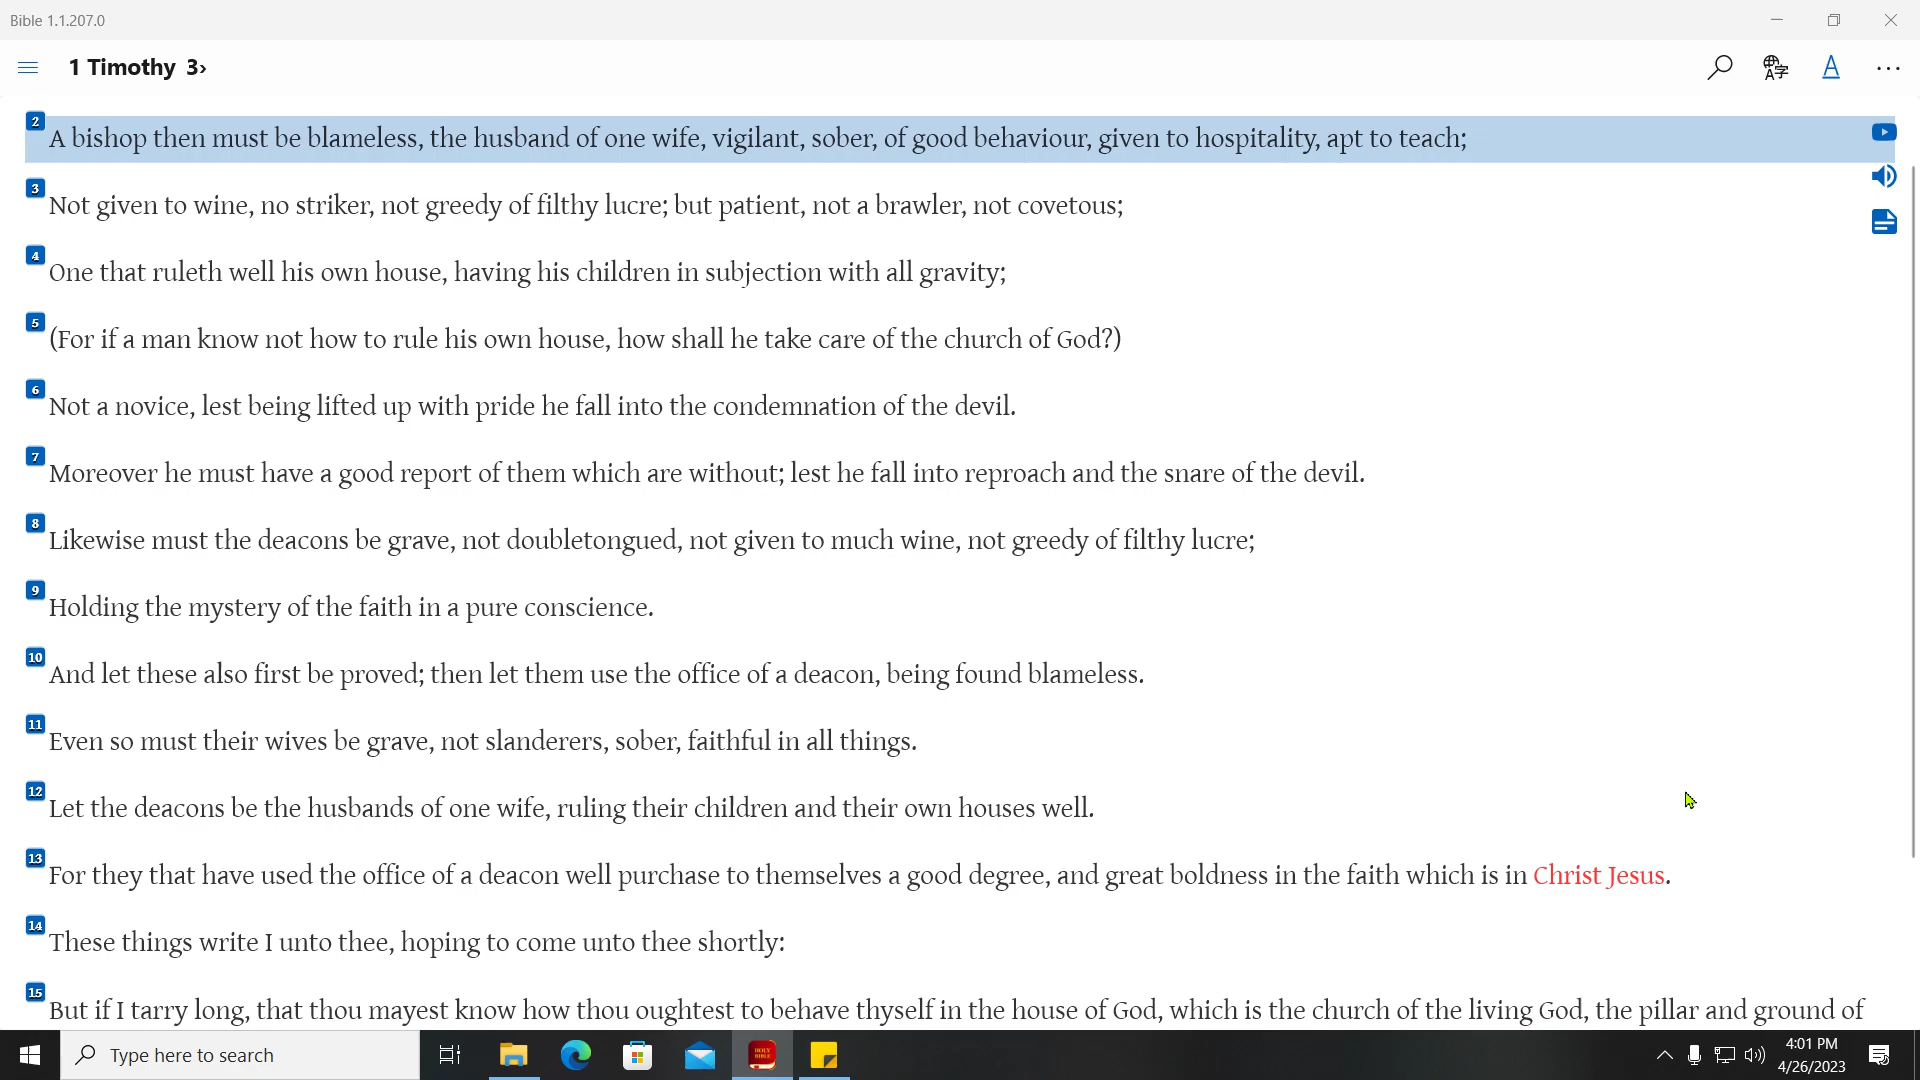 Bible 1.1.207.0
1 Timothy 3›
2 A bishop then must be blameless, the husband of one wife, vigilant, sober, of good behaviour, given to hospitality, apt to teach;
3 Not given to wine, no striker, not greedy of filthy lucre; but patient, not a brawler, not covetous;
4 One that ruleth well his own house, having his children in subjection with all gravity;
5 (For if a man know not how to rule his own house, how shall he take care of the church of God?)
6 Not a novice, lest being lifted up with pride he fall into the condemnation of the devil.
7 Moreover he must have a good report of them which are without; lest he fall into reproach and the snare of the devil.
8 Likewise must the deacons be grave, not doubletongued, not given to much wine, not greedy of filthy lucre;
9 Holding the mystery of the faith in a pure conscience.
10 And let these also first be proved; then let them use the office of a deacon, being found blameless.
11 Even so must their wives be grave, not slanderers, sober, faithful in all things.
12 Let the deacons be the husbands of one wife, ruling their children and their own houses well.
13 For they that have used the office of a deacon well purchase to themselves a good degree, and great boldness in the faith which is in Christ Jesus.
14 These things write I unto thee, hoping to come unto thee shortly:
15 But if I tarry long, that thou mayest know how thou oughtest to behave thyself in the house of God, which is the church of the living God, the pillar and ground of
Type here to search
HOLY BIBLE
4:01 PM
4/26/2023